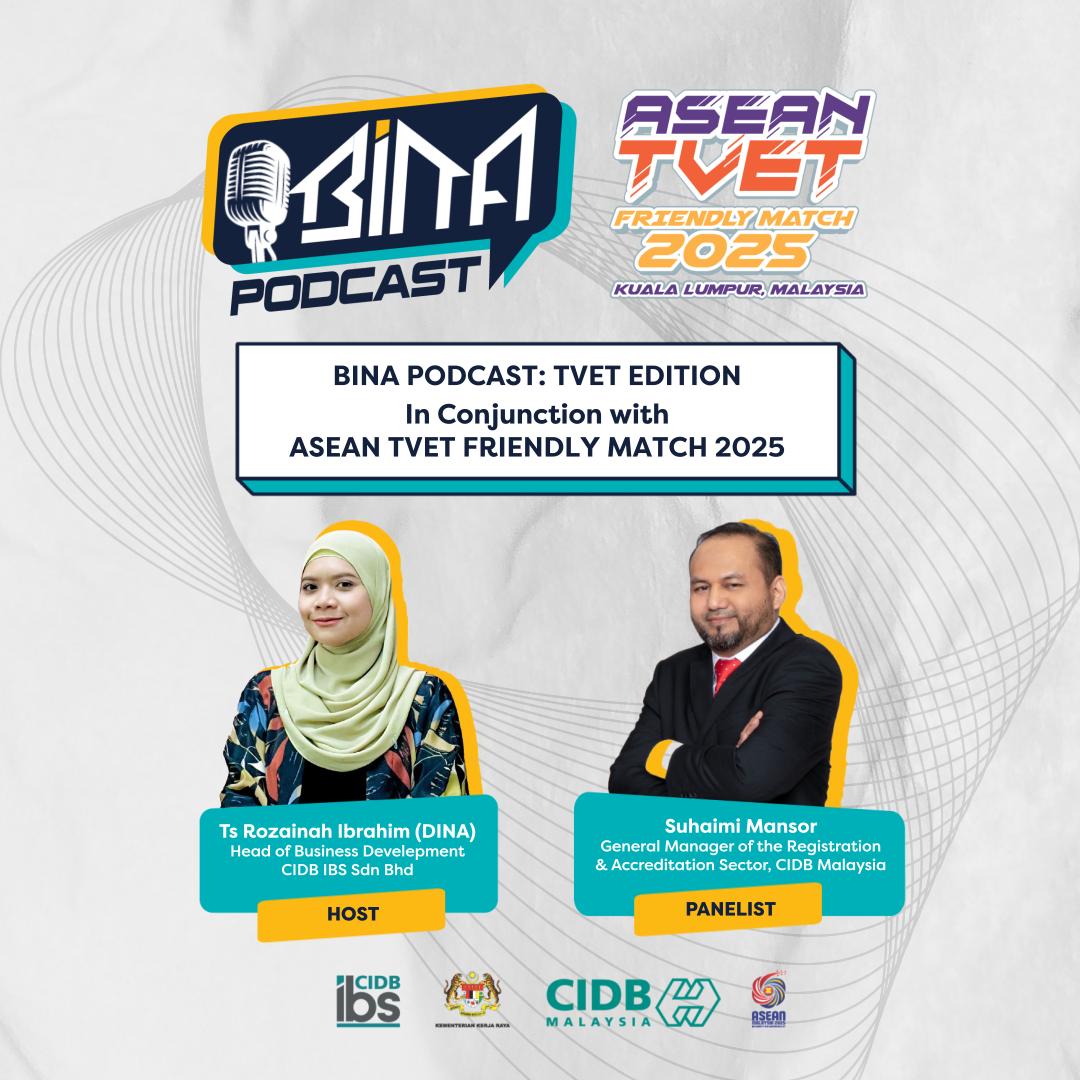 BINA
PODCAST
ASEAN
TVET
FRIENDLY MATCH
2025
KUALA LUMPUR, MALAYSIA
BINA PODCAST: TVET EDITION
In Conjunction with
ASEAN TVET FRIENDLY MATCH 2025
Ts Rozainah Ibrahim (DINA)
Head of Business Develepment
CIDB IBS Sdn Bhd
HOST
Suhaimi Mansor
General Manager of the Registration
& Accreditation Sector, CIDB Malaysia
PANELIST
CIDB
ibs
KEMENTERIAN KERJA RAYA
CIDB
MALAYSIA
ASEAN
MALAYSIA 2025